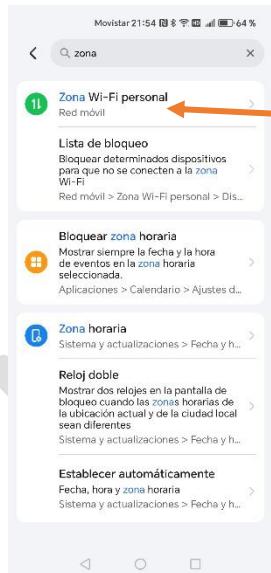 Movistar 21:54 64 %
zona
Zona Wi-Fi personal
Red móvil
Lista de bloqueo
Bloquear determinados dispositivos
para que no se conecten a la zona
Wi-Fi
Red móvil > Zona Wi-Fi personal > Dis...
Bloquear zona horaria
Mostrar siempre la fecha y la hora
de eventos en la zona horaria
seleccionada.
Aplicaciones > Calendario > Ajustes d...
Zona horaria
Sistema y actualizaciones > Fecha y h...
Reloj doble
Mostrar dos relojes en la pantalla de
bloqueo cuando las zonas horarias de
la ubicación actual y de la ciudad local
sean diferentes
Sistema y actualizaciones > Fecha y h...
Establecer automáticamente
Fecha, hora y zona horaria
Sistema y actualizaciones > Fecha y h...